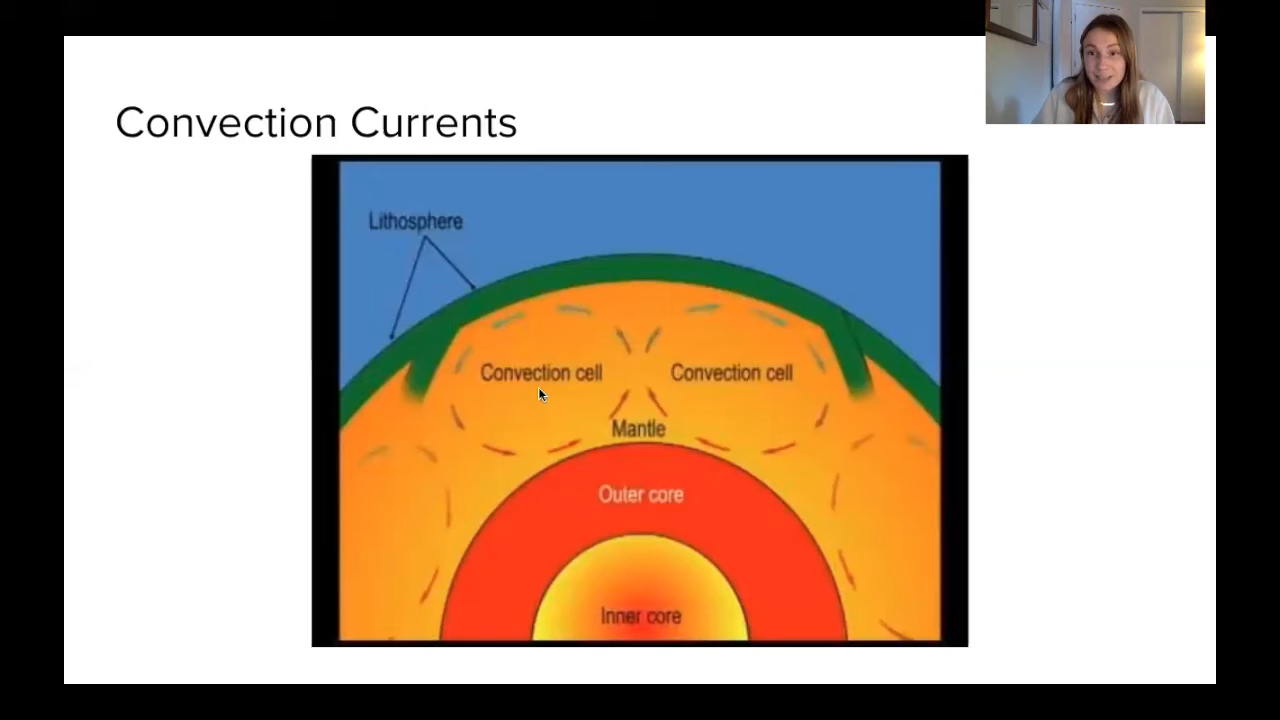 Convection Currents
Lithosphere
Convection cell
Convection cell
Mantle
Outer core
Inner core